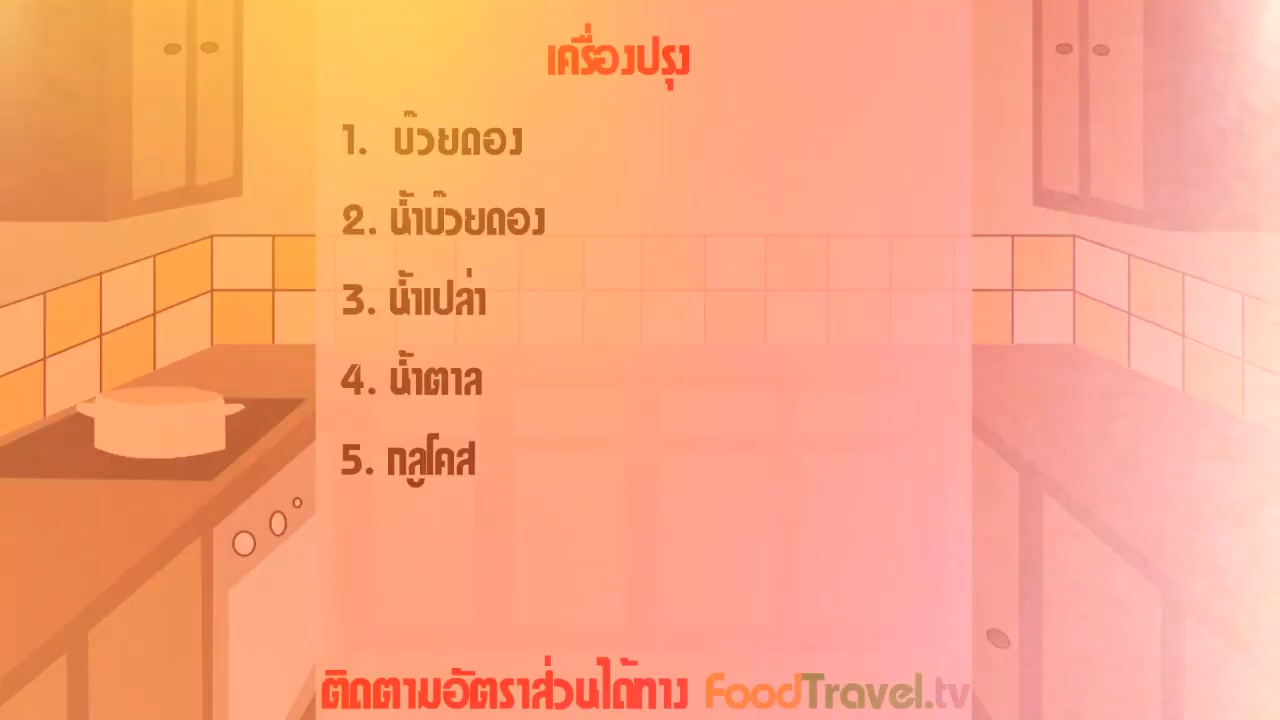 เครื่องปรุง
1. บ๊วยดอง
2. น้ำบ๊วยดอง
3. น้ำเปล่า
4. น้ำตาล
5. กลูโคส
ติดตามอัตราส่วนได้ทาง FoodTravel.tv